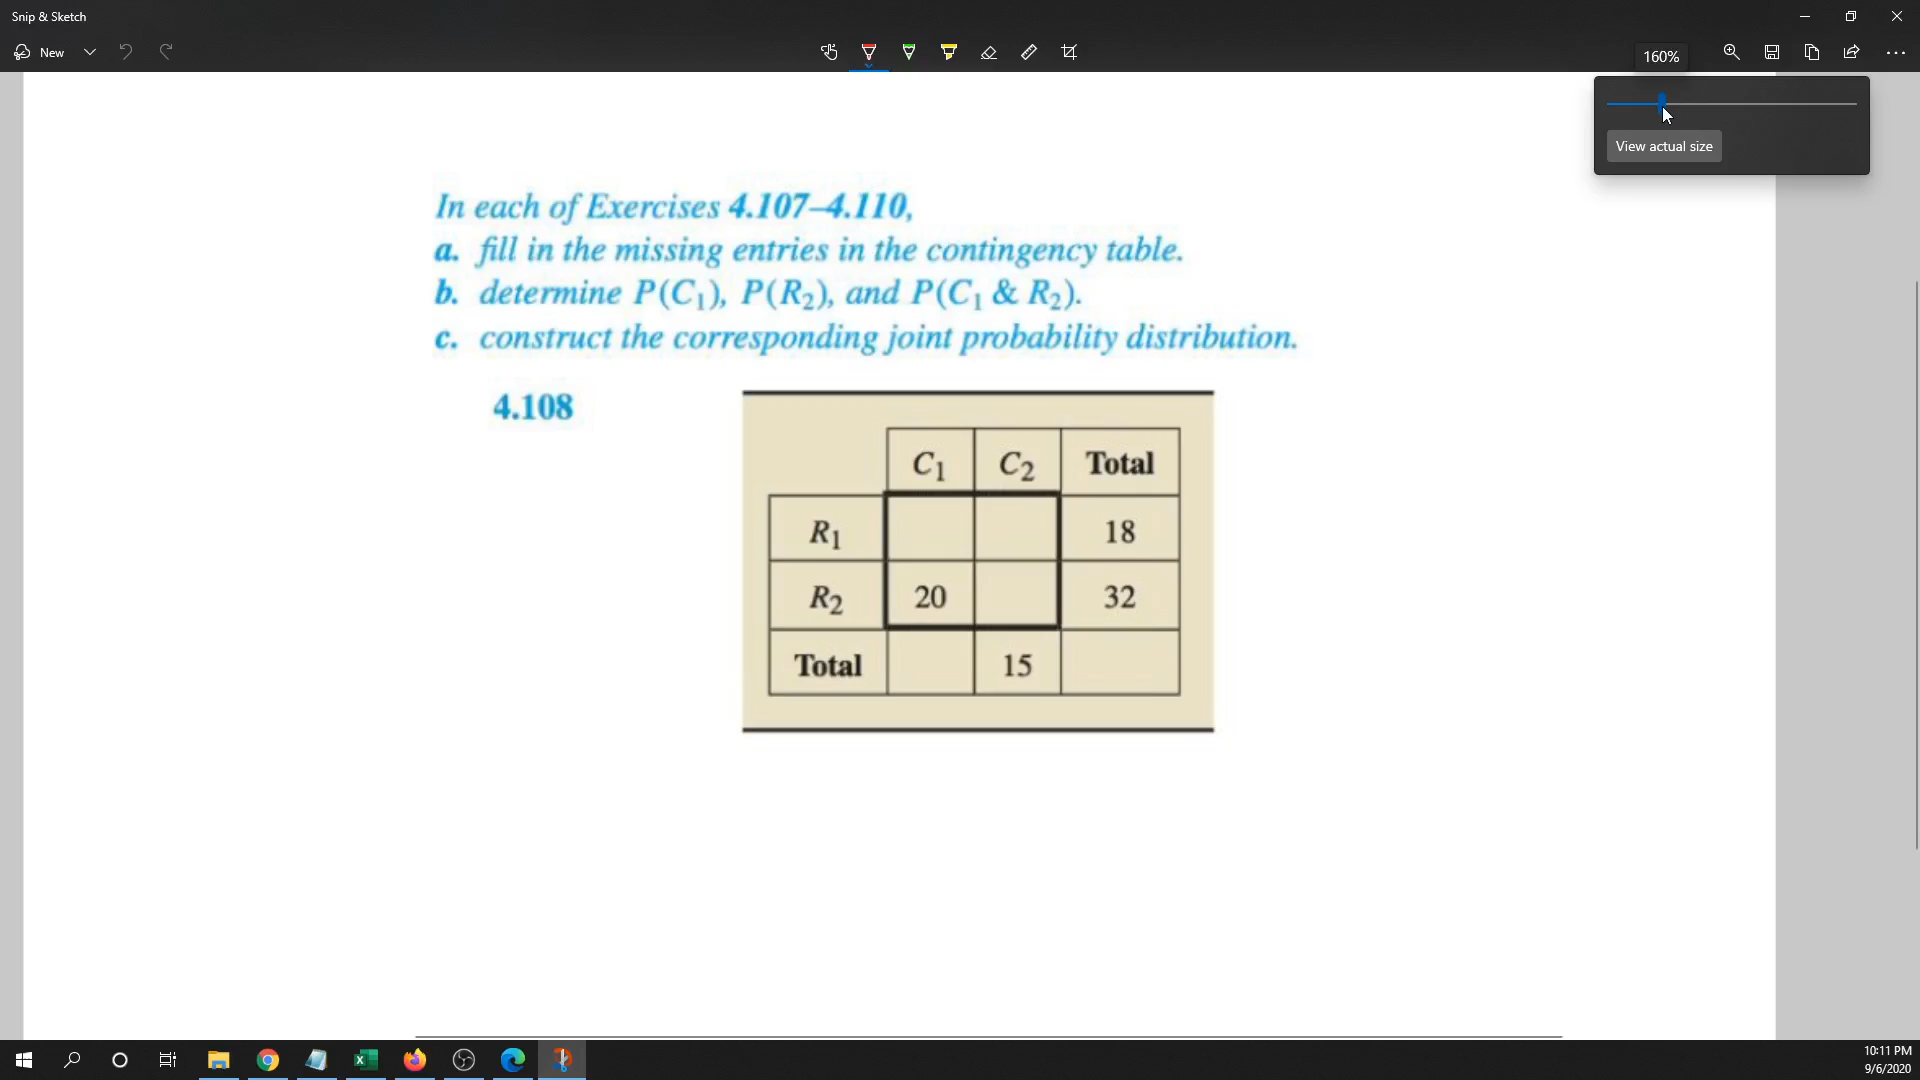 Snip & Sketch
New
160%
View actual size
In each of Exercises 4.107–4.110,
a. fill in the missing entries in the contingency table.
b. determine P(C₁), P(R₂), and P(C₁ & R₂).
c. construct the corresponding joint probability distribution.
4.108
C₁ C₂ Total
R₁ 18
R₂ 20 32
Total 15
10:11 PM
9/6/2020